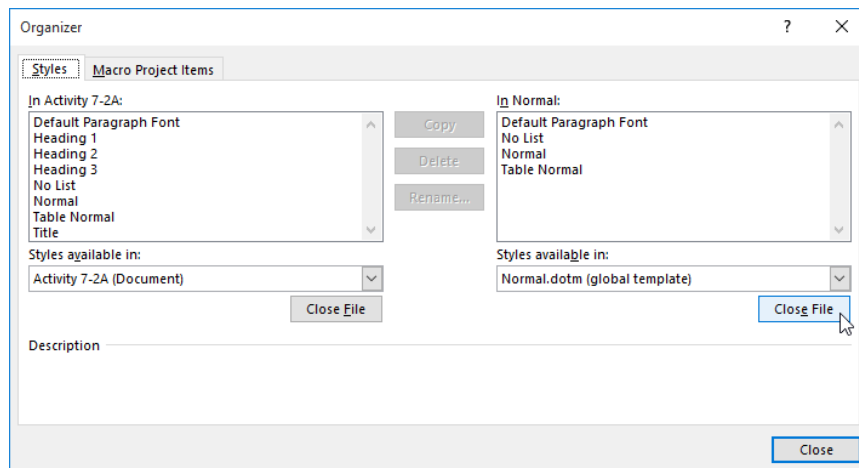 Organizer
?
Styles
Macro Project Items
In Activity 7-2A:
Default Paragraph Font
Heading 1
Heading 2
Heading 3
No List
Normal
Table Normal
Title
Styles available in:
Activity 7-2A (Document)
Close File
Copy
Delete
Rename...
In Normal:
Default Paragraph Font
No List
Normal
Table Normal
Styles available in:
Normal.dotm (global template)
Close File
Description
Close